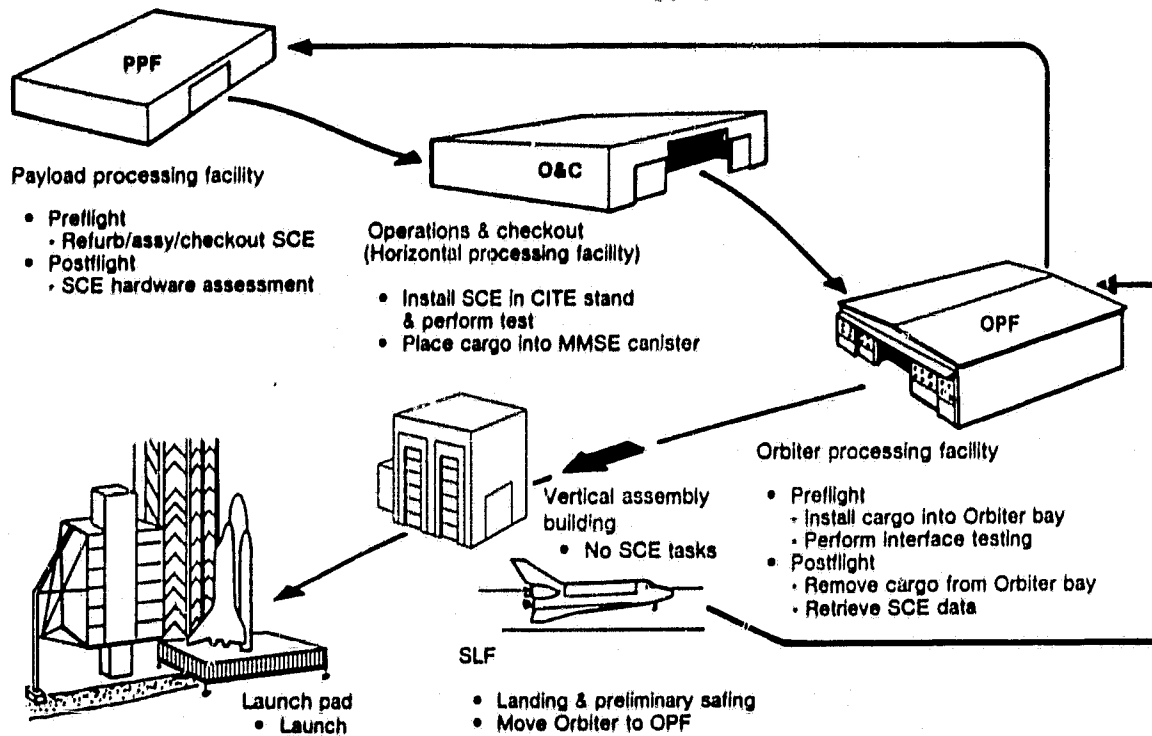 PPF
Payload processing facility
• Preflight
- Refurb/assy/checkout SCE
• Postflight
- SCE hardware assessment
O&C
Operations & checkout
(Horizontal processing facility)
• Install SCE in CITE stand
& perform test
• Place cargo into MMSE canister
OPF
Orbiter processing facility
• Preflight
- Install cargo into Orbiter bay
- Perform interface testing
• Postflight
- Remove cargo from Orbiter bay
- Retrieve SCE data
Vertical assembly
building
• No SCE tasks
Launch pad
• Launch
SLF
• Landing & preliminary safing
• Move Orbiter to OPF